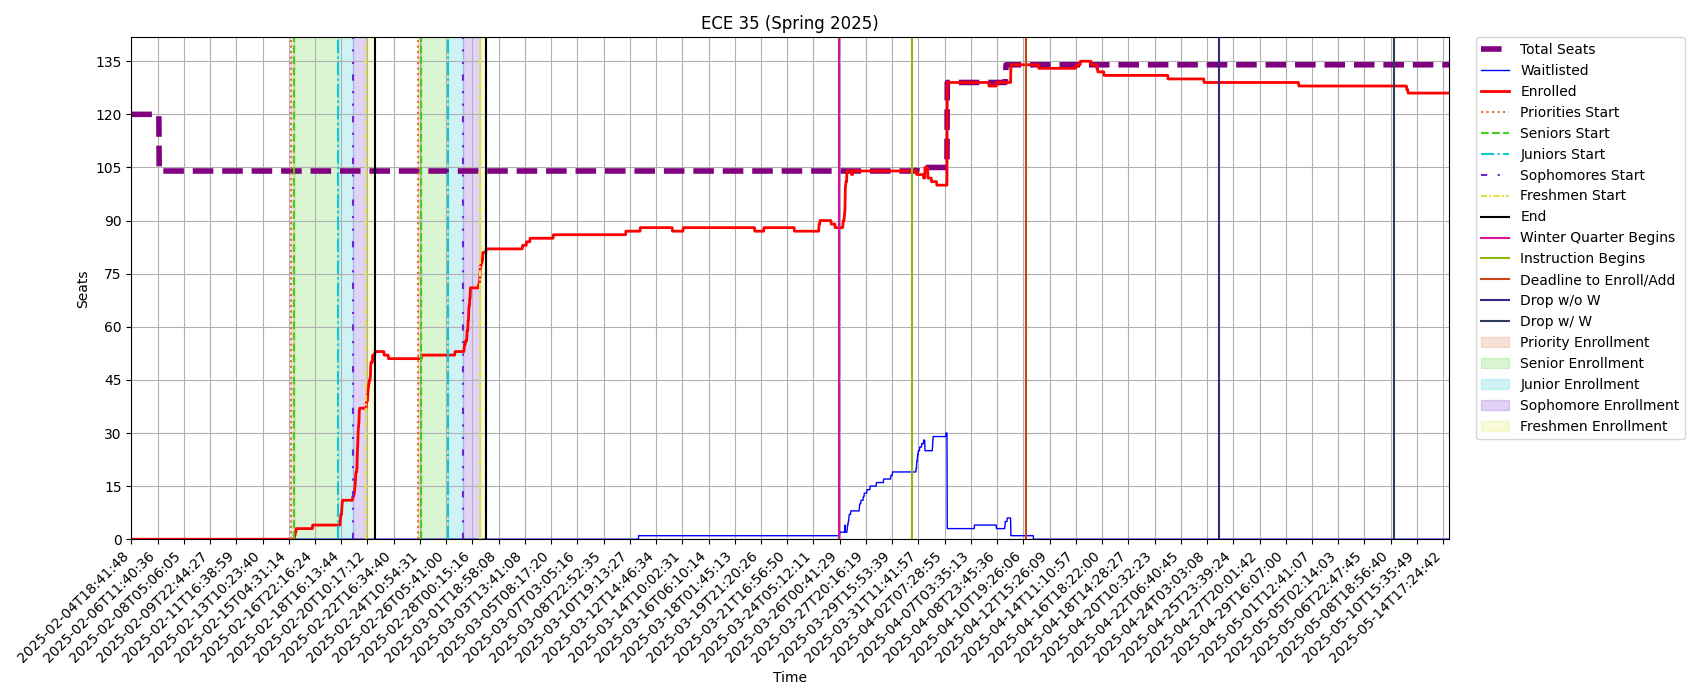 ECE 35 (Spring 2025)
Seats
135
120
105
90
75
60
45
30
15
0
2025-02-04T18:41:48
2025-02-06T11:40:36
2025-02-08T05:06:05
2025-02-09T22:44:27
2025-02-11T16:38:59
2025-02-13T10:23:40
2025-02-15T04:31:14
2025-02-16T22:16:24
2025-02-18T16:13:44
2025-02-20T10:17:12
2025-02-22T16:34:40
2025-02-24T10:54:31
2025-02-26T05:41:00
2025-02-28T00:15:16
2025-03-01T18:58:08
2025-03-03T13:41:08
2025-03-05T08:17:20
2025-03-07T03:05:16
2025-03-08T22:52:35
2025-03-10T19:13:27
2025-03-12T14:46:34
2025-03-14T10:02:31
2025-03-16T06:10:14
2025-03-18T01:45:13
2025-03-19T21:20:26
2025-03-21T16:56:50
2025-03-24T05:12:11
2025-03-26T00:41:29
2025-03-27T20:16:19
2025-03-29T15:53:39
2025-03-31T11:41:57
2025-04-02T07:28:55
2025-04-07T03:35:13
2025-04-08T23:45:36
2025-04-10T19:26:06
2025-04-12T15:26:09
2025-04-14T11:10:57
2025-04-16T18:22:00
2025-04-18T14:28:27
2025-04-20T10:32:23
2025-04-22T06:40:45
2025-04-24T03:03:08
2025-04-25T23:39:24
2025-04-27T20:01:42
2025-04-29T16:07:00
2025-05-01T12:41:07
2025-05-05T02:14:03
2025-05-06T22:47:45
2025-05-08T18:56:40
2025-05-10T15:35:49
2025-05-14T17:24:42
Time
Total Seats
Waitlisted
Enrolled
Priorities Start
Seniors Start
Juniors Start
Sophomores Start
Freshmen Start
End
Winter Quarter Begins
Instruction Begins
Deadline to Enroll/Add
Drop w/o W
Drop w/ W
Priority Enrollment
Senior Enrollment
Junior Enrollment
Sophomore Enrollment
Freshmen Enrollment